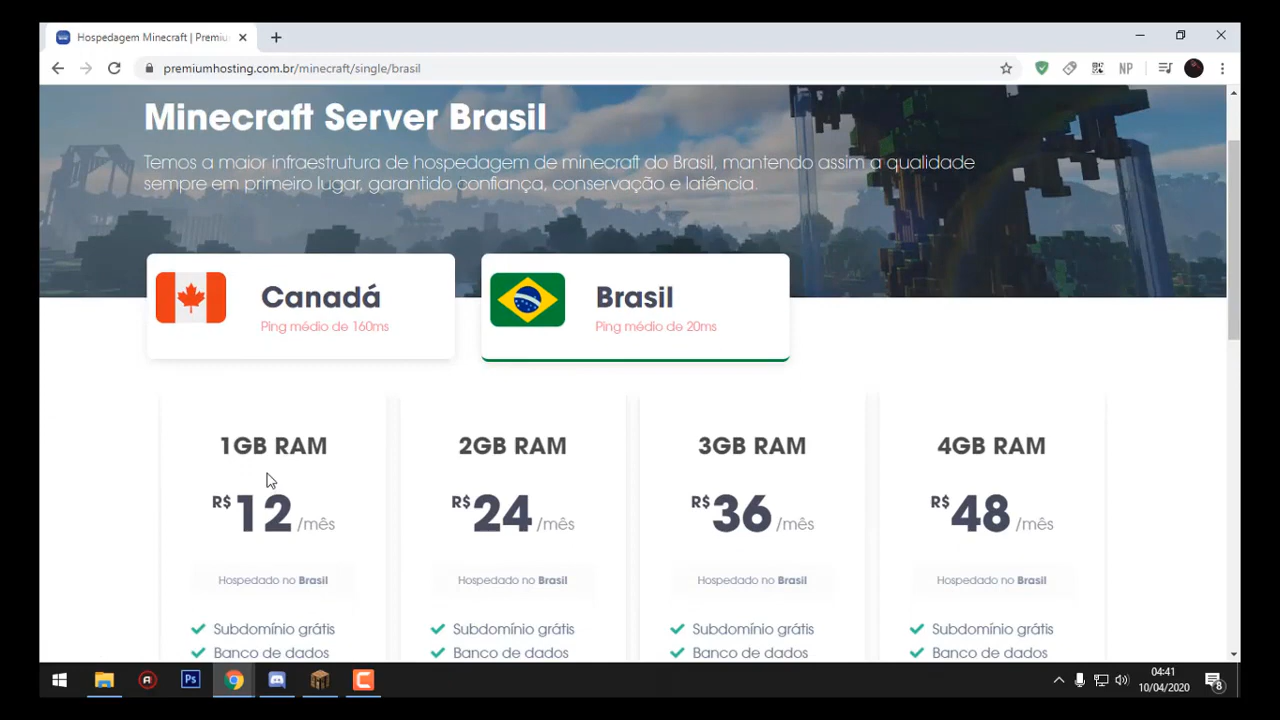 Hospedagem Minecraft | Premiu
premiumhosting.com.br/minecraft/single/brasil
NP
Minecraft Server Brasil
Temos a maior infraestrutura de hospedagem de minecraft do Brasil, mantendo assim a qualidade
sempre em primeiro lugar, garantido confiança, conservação e latência.
Canadá
Ping médio de 160ms
Brasil
Ping médio de 20ms
1GB RAM
R$ 12 /mês
Hospedado no Brasil
Subdomínio grátis
Banco de dados
2GB RAM
R$ 24 /mês
Hospedado no Brasil
Subdomínio grátis
Banco de dados
3GB RAM
R$ 36 /mês
Hospedado no Brasil
Subdomínio grátis
Banco de dados
4GB RAM
R$ 48 /mês
Hospedado no Brasil
Subdomínio grátis
Banco de dados
Ps
04:41
10/04/2020
8